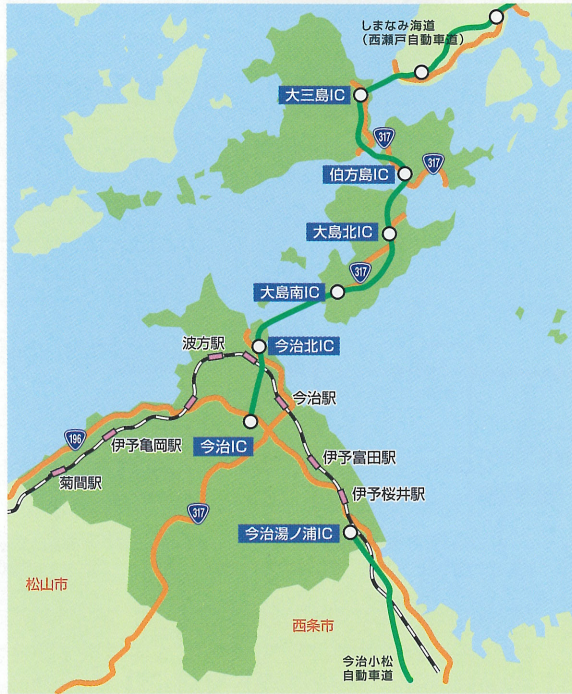 しまなみ海道
（西瀬戸自動車道）
大三島IC
317
317
伯方島IC
大島北IC
317
大島南IC
波方駅
今治北IC
今治駅
196
伊予亀岡駅
今治IC
伊予富田駅
菊間駅
伊予桜井駅
317
今治湯ノ浦IC
松山市
西条市
今治小松
自動車道